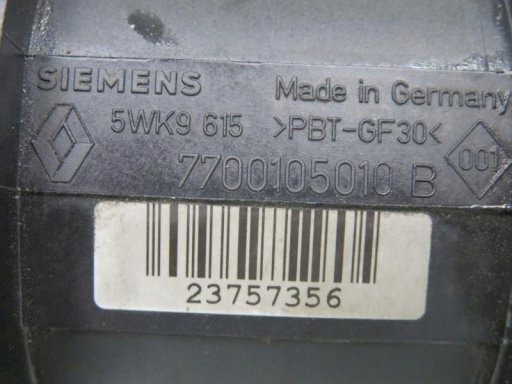 SIEMENS Made in Germany
5WK9 615 >PBT-GF30<
001
7700105010 B
23757356